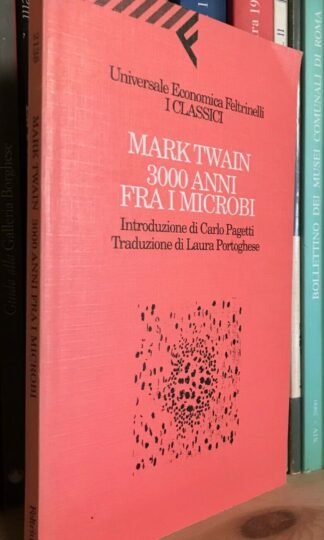 Universale Economica Feltrinelli
I CLASSICI
MARK TWAIN
3000 ANNI
FRA I MICROBI
Introduzione di Carlo Pagetti
Traduzione di Laura Portoghese
2138
MARK TWAIN 3000 ANNI FRA I MICROBI
Guida alla Galleria Borghese
BOLLETTINO DEI MUSEI COMUNALI DI ROMA